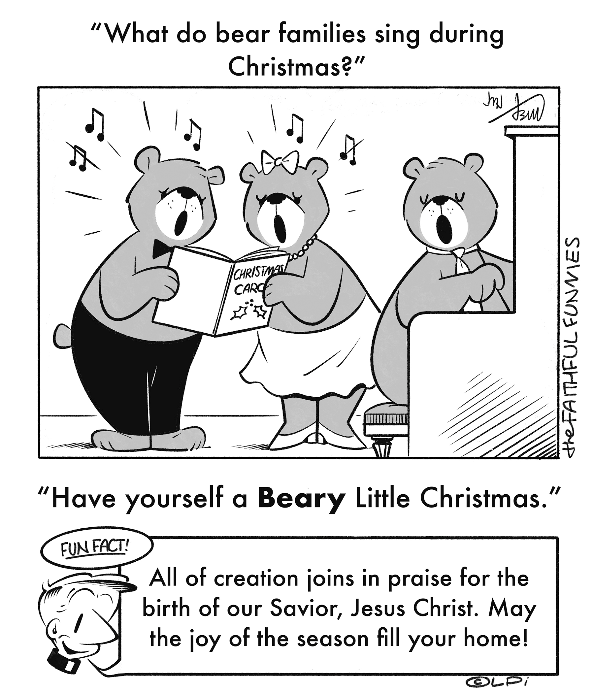 “What do bear families sing during
Christmas?”
CHRISTMAS
CARO
the FAITHFUL FUNNIES
“Have yourself a Beary Little Christmas.”
FUN FACT!
All of creation joins in praise for the
birth of our Savior, Jesus Christ. May
the joy of the season fill your home!
©LPi